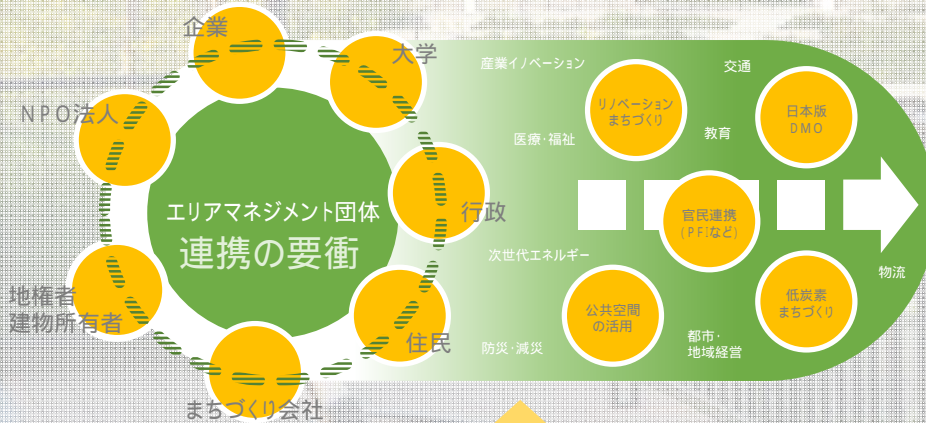 企業
大学
NPO法人
エリアマネジメント団体
連携の要衝
行政
地権者
建物所有者
住民
まちづくり会社
産業イノベーション
交通
リノベーション
まちづくり
日本版
DMO
医療・福祉
教育
官民連携
(PFIなど)
次世代エネルギー
物流
公共空間
の活用
低炭素
まちづくり
防災・減災
都市・
地域経営